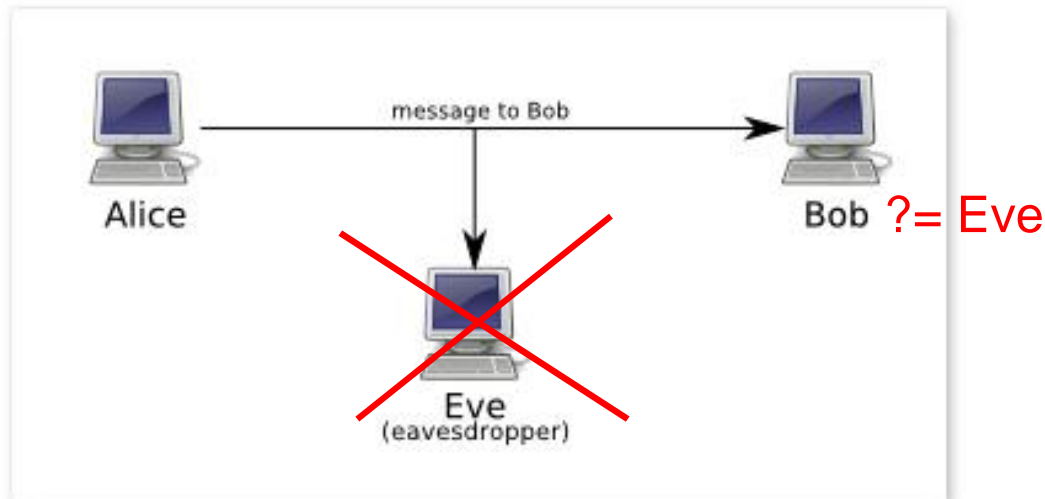 message to Bob
Alice
Bob ?= Eve
Eve
(eavesdropper)